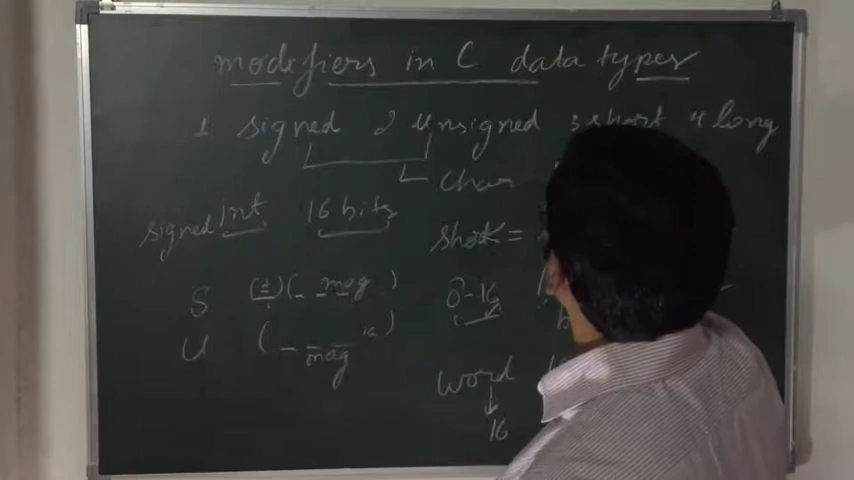 modifiers in C data types
1 signed 2 unsigned 3 short 4 long
char
signed int 16 bits
short =
S (±)(- - mag )
8-16
U ( - mag 16 )
word
16